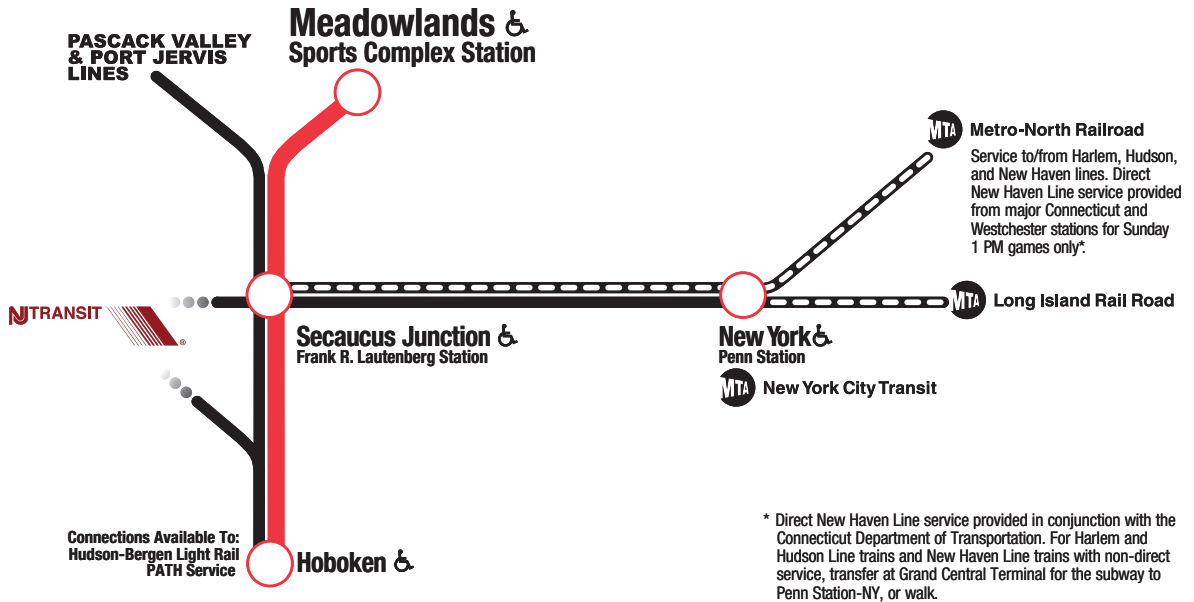 PASCACK VALLEY
& PORT JERVIS
LINES
Meadowlands
Sports Complex Station
MTA Metro-North Railroad
Service to/from Harlem, Hudson,
and New Haven lines. Direct
New Haven Line service provided
from major Connecticut and
Westchester stations for Sunday
1 PM games only*.
NJ TRANSIT ®
Secaucus Junction
Frank R. Lautenberg Station
New York
Penn Station
MTA New York City Transit
MTA Long Island Rail Road
Connections Available To:
Hudson-Bergen Light Rail
PATH Service
Hoboken
* Direct New Haven Line service provided in conjunction with the
Connecticut Department of Transportation. For Harlem and
Hudson Line trains and New Haven Line trains with non-direct
service, transfer at Grand Central Terminal for the subway to
Penn Station-NY, or walk.